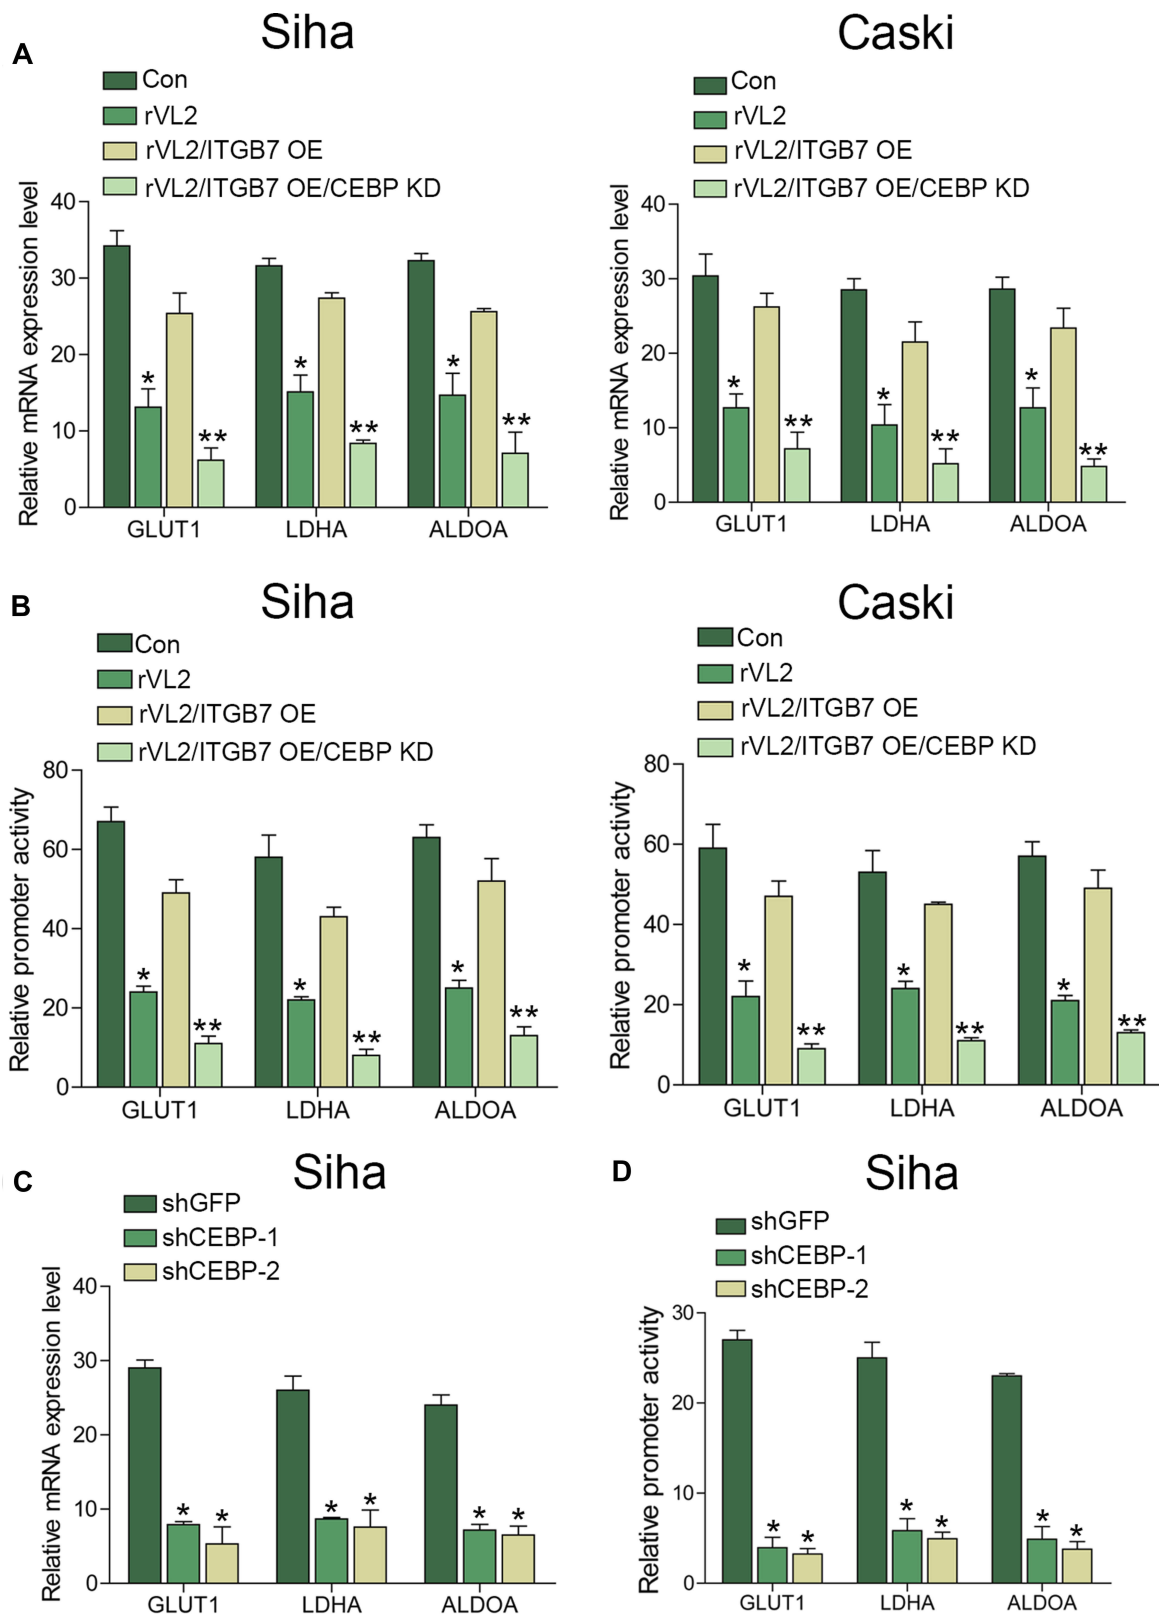 A
Siha
Con
rVL2
rVL2/ITGB7 OE
rVL2/ITGB7 OE/CEBP KD
Relative mRNA expression level
40
30
20
10
0
*
**
*
**
*
**
GLUT1 LDHA ALDOA
Caski
Con
rVL2
rVL2/ITGB7 OE
rVL2/ITGB7 OE/CEBP KD
Relative mRNA expression level
40
30
20
10
0
*
**
*
**
*
**
GLUT1 LDHA ALDOA
B
Siha
Con
rVL2
rVL2/ITGB7 OE
rVL2/ITGB7 OE/CEBP KD
Relative promoter activity
80
60
40
20
0
*
**
*
**
*
**
GLUT1 LDHA ALDOA
Caski
Con
rVL2
rVL2/ITGB7 OE
rVL2/ITGB7 OE/CEBP KD
Relative promoter activity
80
60
40
20
0
*
**
*
**
*
**
GLUT1 LDHA ALDOA
C
Siha
shGFP
shCEBP-1
shCEBP-2
Relative mRNA expression level
40
30
20
10
0
* *
* *
* *
GLUT1 LDHA ALDOA
D
Siha
shGFP
shCEBP-1
shCEBP-2
Relative promoter activity
30
20
10
0
* *
* *
* *
GLUT1 LDHA ALDOA